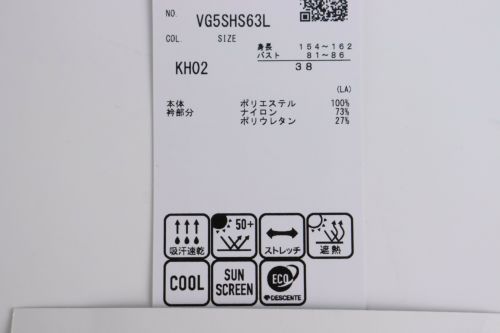 NO. VG5SHS63L
COL. SIZE
身長 154～162
バスト 81～86
KH02 38
(LA)
本体 ポリエステル 100%
衿部分 ナイロン 73%
ポリウレタン 27%
50+
吸汗速乾 ストレッチ 遮熱
COOL SUN SCREEN ECO DESCENTE